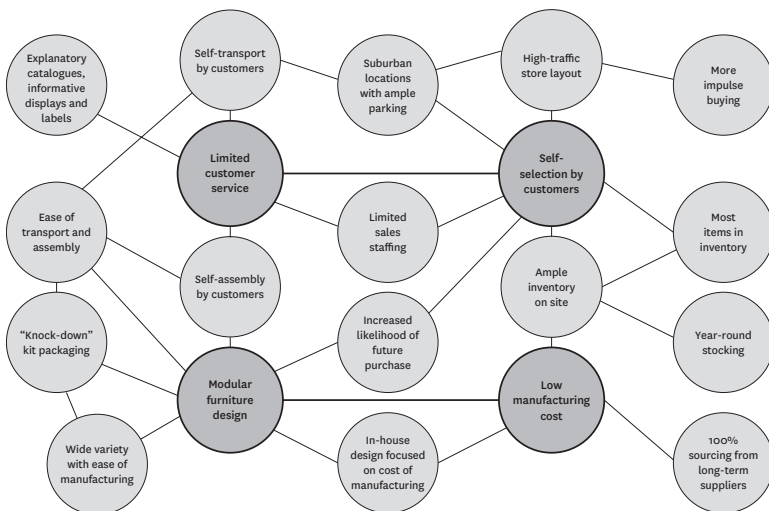 Explanatory
catalogues,
informative
displays and
labels
Self-transport
by customers
Suburban
locations
with ample
parking
High-traffic
store layout
More
impulse
buying
Limited
customer
service
Self-
selection by
customers
Ease of
transport and
assembly
Limited
sales
staffing
Most
items in
inventory
Self-assembly
by customers
Ample
inventory
on site
“Knock-down”
kit packaging
Increased
likelihood of
future
purchase
Year-round
stocking
Modular
furniture
design
Low
manufacturing
cost
Wide variety
with ease of
manufacturing
In-house
design focused
on cost of
manufacturing
100%
sourcing from
long-term
suppliers